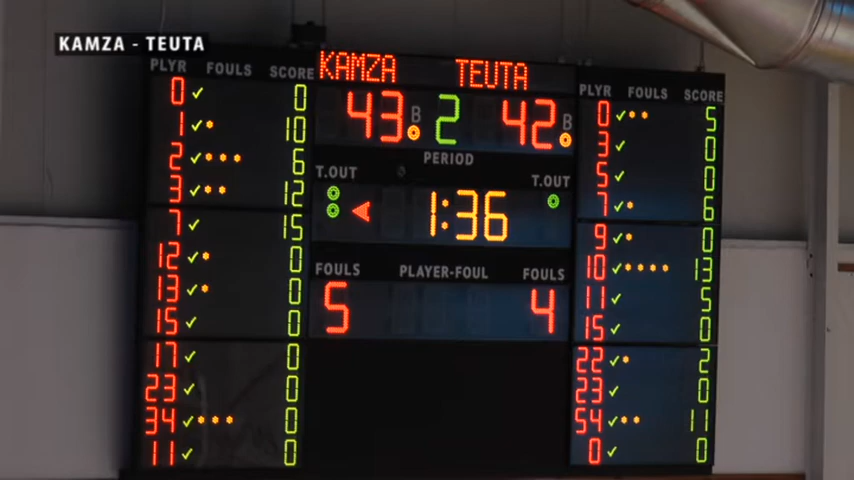 KAMZA - TEUTA
PLYR FOULS SCORE
0 ✓ 0
1 ✓ * 10
2 ✓ * * * 6
3 ✓ * * 12
7 ✓ 15
12 ✓ * 0
13 ✓ * 0
15 ✓ 0
17 ✓ 0
23 ✓ 0
34 ✓ * * * 0
11 ✓ 0
KAMZA TEUTA
43 B 2 42 B
PERIOD
T.OUT T.OUT
1:36
FOULS PLAYER-FOUL FOULS
5 4
PLYR FOULS SCORE
0 ✓ * * 5
3 ✓ 0
5 ✓ 0
7 ✓ * 6
9 ✓ * 0
10 ✓ * * * * 13
11 ✓ 5
15 ✓ 0
22 ✓ * 2
23 ✓ 0
54 ✓ * * 11
0 ✓ 0